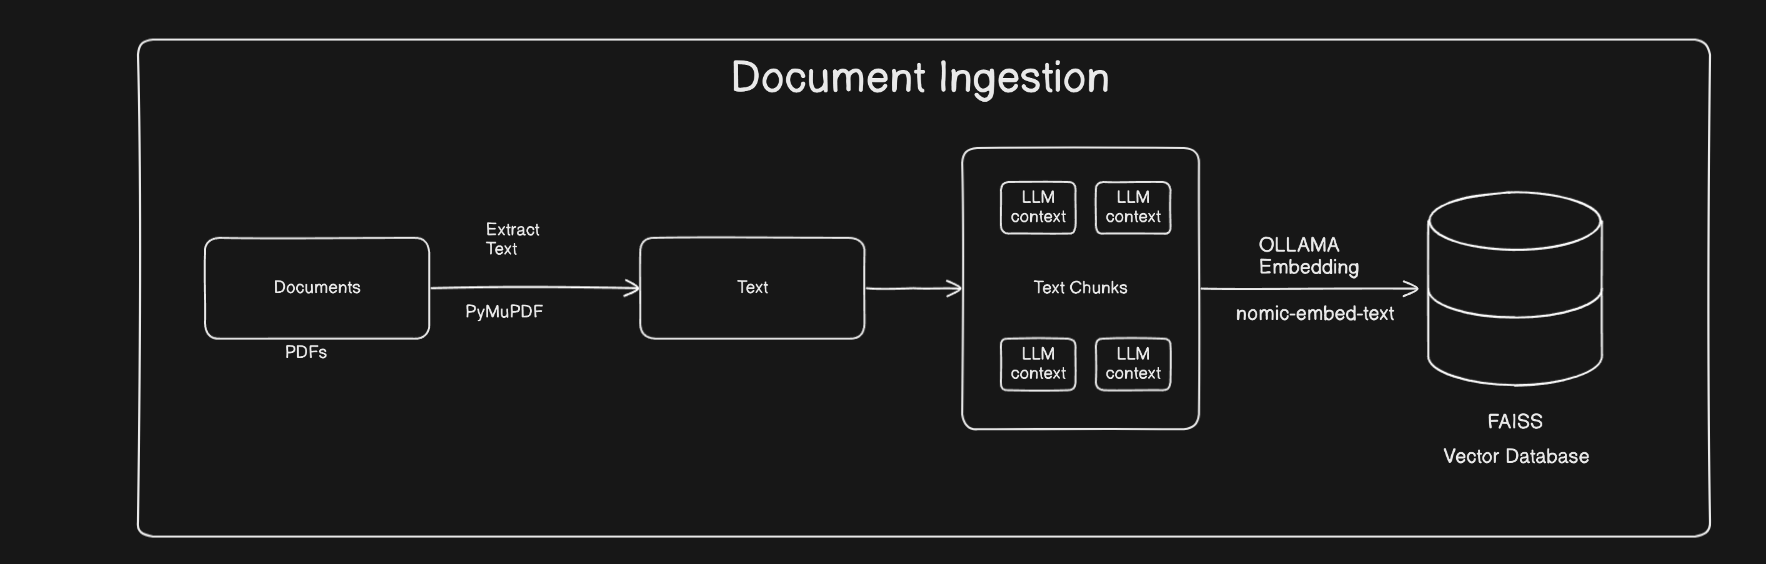 Document Ingestion
Documents
PDFs
Extract
Text
PyMuPDF
Text
LLM
context
LLM
context
Text Chunks
LLM
context
LLM
context
OLLAMA
Embedding
nomic-embed-text
FAISS
Vector Database